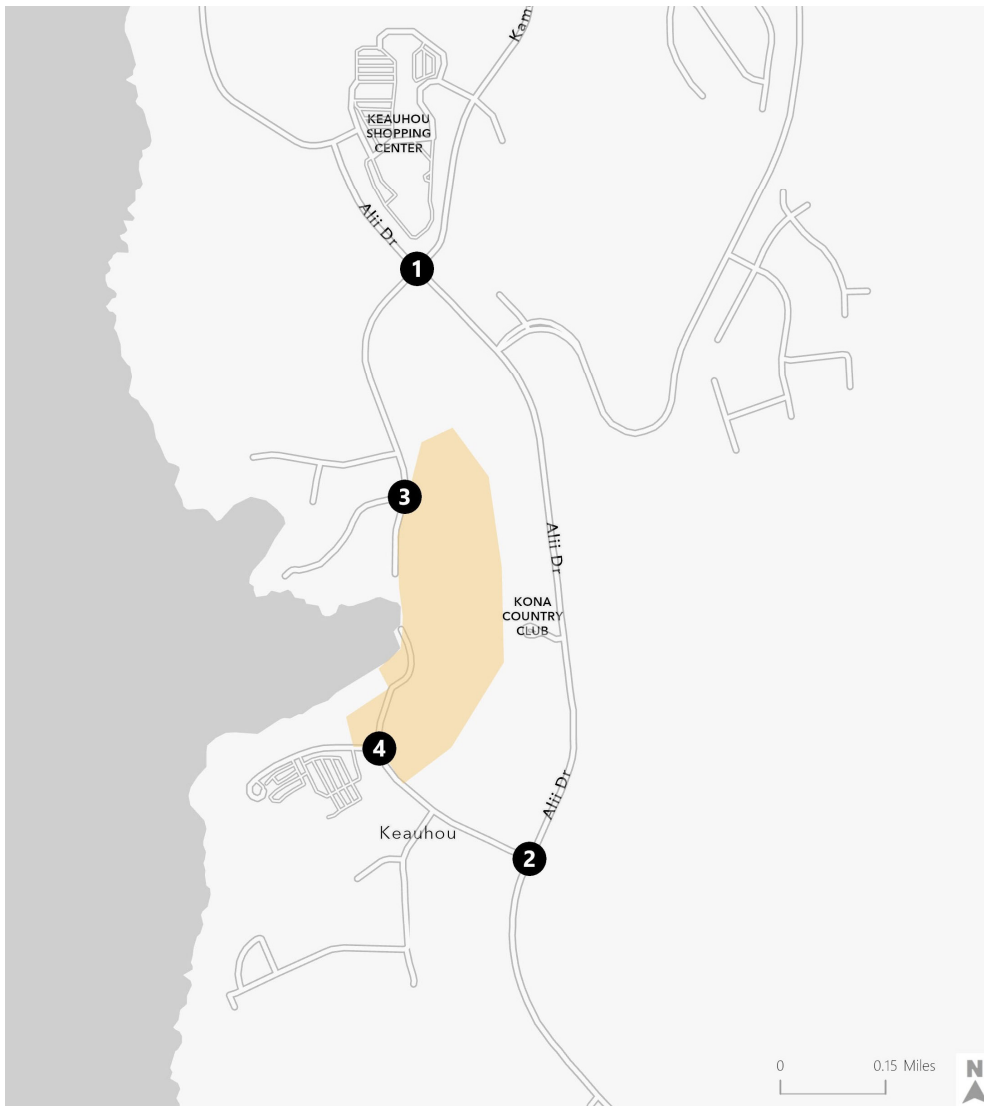 Kam
KEAUHOU
SHOPPING
CENTER
Alii Dr
1
3
Alii Dr
KONA
COUNTRY
CLUB
4
Alii Dr
Keauhou
2
0 0.15 Miles
N